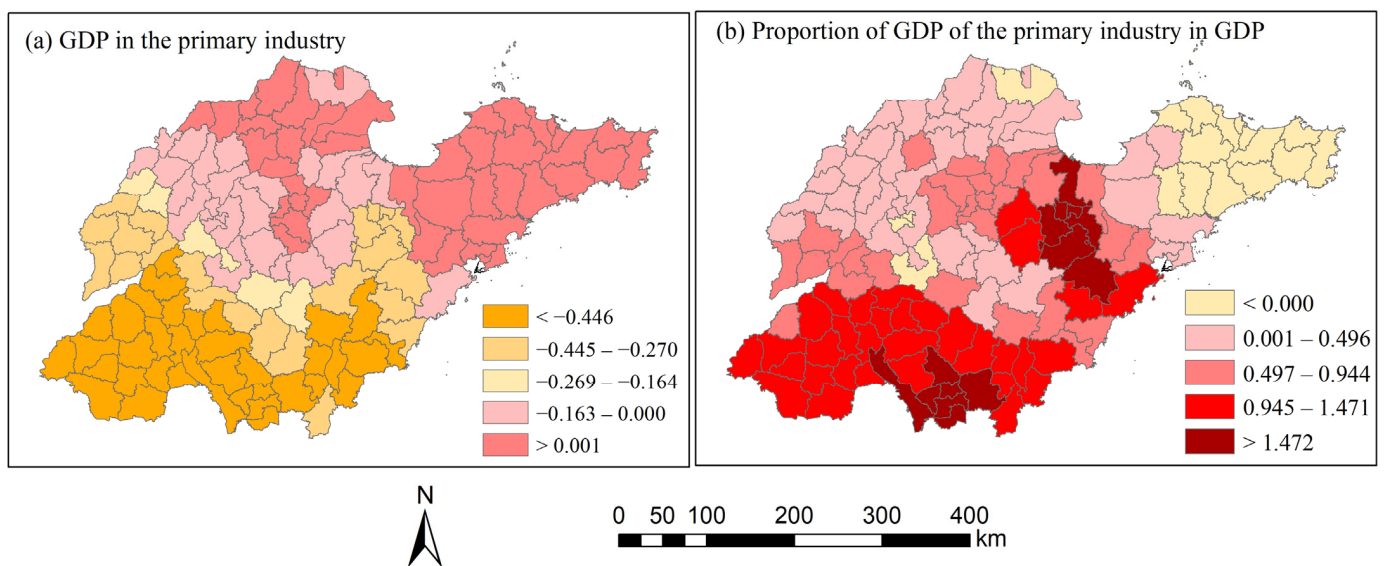 (a) GDP in the primary industry
< −0.446
−0.445 – −0.270
−0.269 – −0.164
−0.163 – 0.000
> 0.001
(b) Proportion of GDP of the primary industry in GDP
< 0.000
0.001 – 0.496
0.497 – 0.944
0.945 – 1.471
> 1.472
N
0 50 100 200 300 400
km